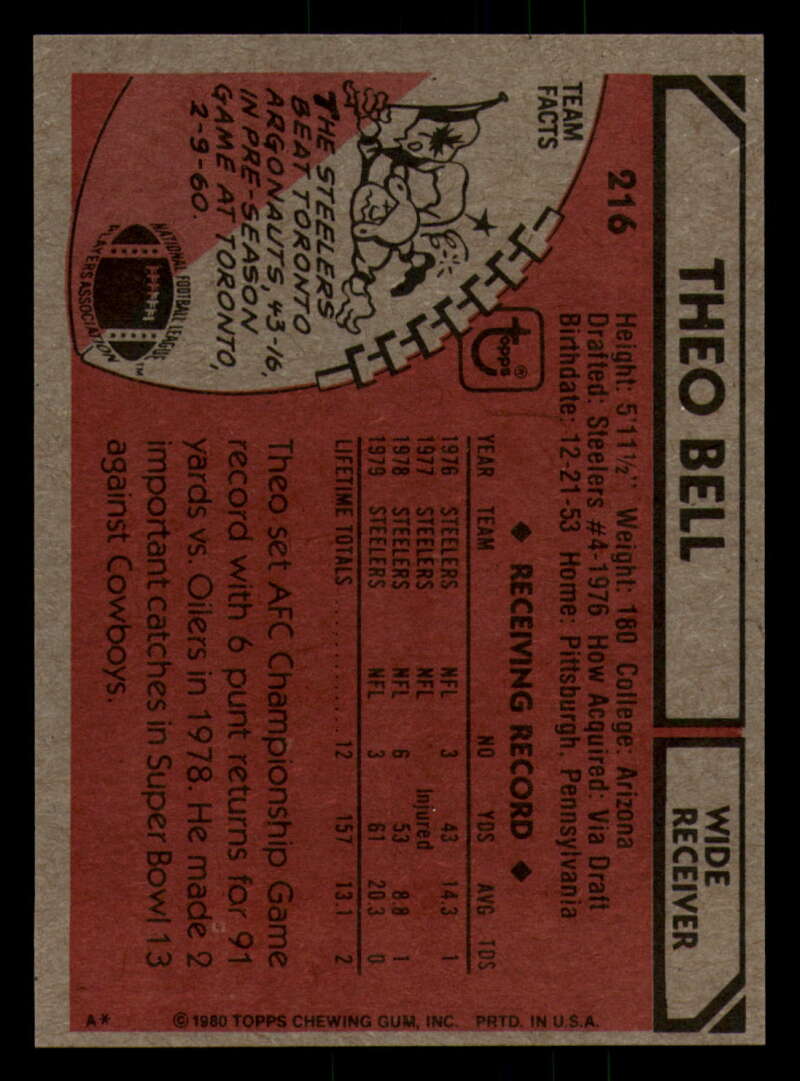 THEO BELL
WIDE
RECEIVER
216
Height: 5'11½" Weight: 180 College: Arizona
Drafted: Steelers #4-1976 How Acquired: Via Draft
Birthdate: 12-21-53 Home: Pittsburgh, Pennsylvania
TEAM
FACTS
THE STEELERS
BEAT TORONTO
ARGONAUTS, 43-16,
IN PRE-SEASON
GAME AT TORONTO,
2-9-60.
TOPPS®
NATIONAL FOOTBALL LEAGUE
PLAYERS ASSOCIATION
TM
◆ RECEIVING RECORD ◆
YEAR TEAM NO YDS AVG TDS
1976 STEELERS NFL 3 43 14.3 1
1977 STEELERS NFL Injured
1978 STEELERS NFL 6 53 8.8 1
1979 STEELERS NFL 3 61 20.3 0
LIFETIME TOTALS 12 157 13.1 2
Theo set AFC Championship Game
record with 6 punt returns for 91
yards vs. Oilers in 1978. He made 2
important catches in Super Bowl 13
against Cowboys.
A* © 1980 TOPPS CHEWING GUM, INC. PRTD. IN U.S.A.